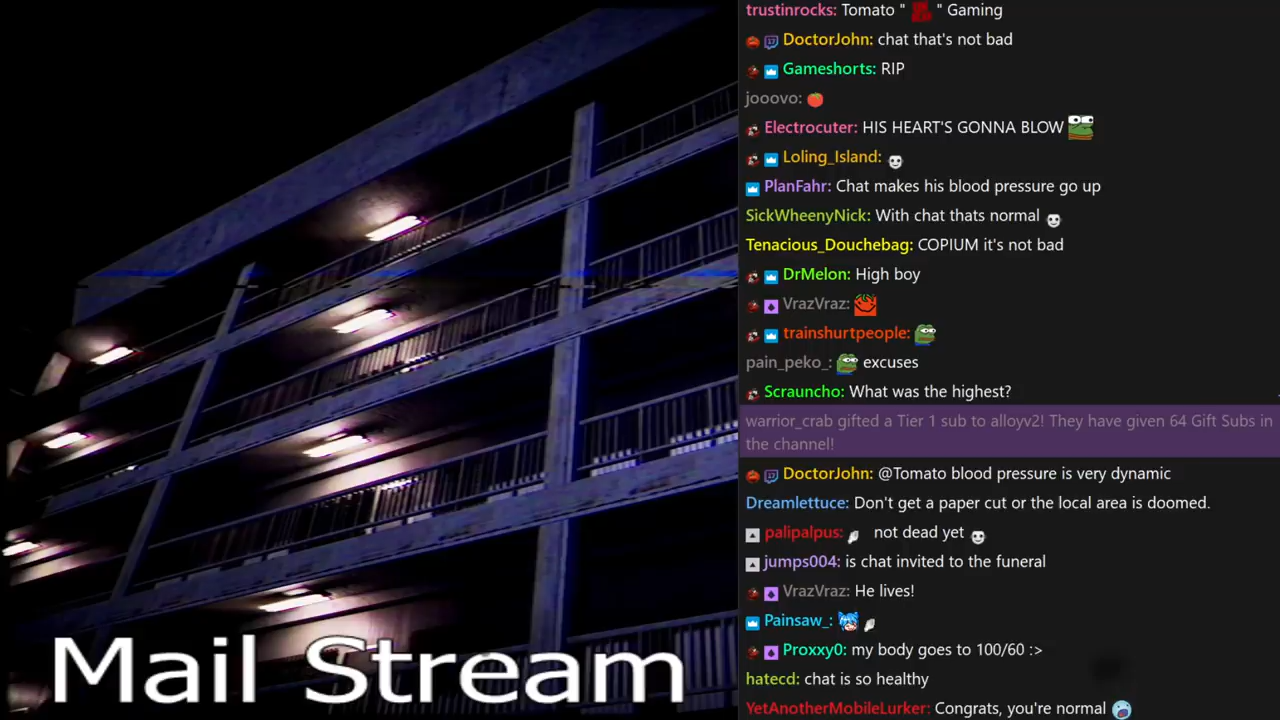 trustinrocks: Tomato " " Gaming
DoctorJohn: chat that's not bad
Gameshorts: RIP
jooovo:
Electrocuter: HIS HEART'S GONNA BLOW
Loling_Island:
PlanFahr: Chat makes his blood pressure go up
SickWheenyNick: With chat thats normal
Tenacious_Douchebag: COPIUM it's not bad
DrMelon: High boy
VrazVraz:
trainshurtpeople:
pain_peko_: excuses
Scrauncho: What was the highest?
warrior_crab gifted a Tier 1 sub to alloyv2! They have given 64 Gift Subs in
the channel!
DoctorJohn: @Tomato blood pressure is very dynamic
Dreamlettuce: Don't get a paper cut or the local area is doomed.
palipalpus: not dead yet
jumps004: is chat invited to the funeral
VrazVraz: He lives!
Painsaw_:
Proxxy0: my body goes to 100/60 :>
hatecd: chat is so healthy
YetAnotherMobileLurker: Congrats, you're normal
Mail Stream